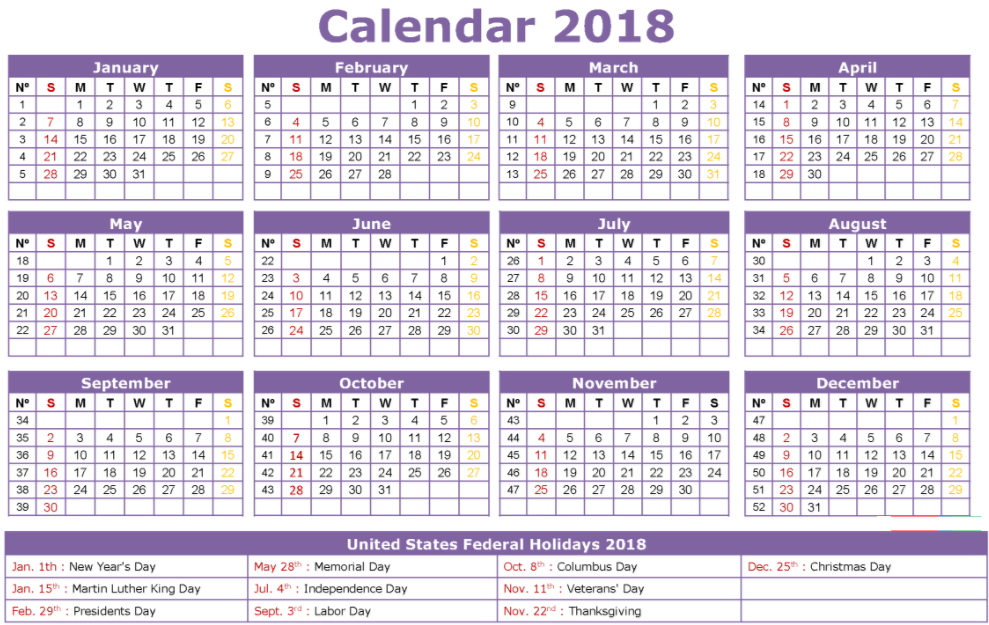 Calendar 2018
January
Nº S M T W T F S
1 1 2 3 4 5 6
2 7 8 9 10 11 12 13
3 14 15 16 17 18 19 20
4 21 22 23 24 25 26 27
5 28 29 30 31
February
Nº S M T W T F S
5 1 2 3
6 4 5 6 7 8 9 10
7 11 12 13 14 15 16 17
8 18 19 20 21 22 23 24
9 25 26 27 28
March
Nº S M T W T F S
9 1 2 3
10 4 5 6 7 8 9 10
11 11 12 13 14 15 16 17
12 18 19 20 21 22 23 24
13 25 26 27 28 29 30 31
April
Nº S M T W T F S
14 1 2 3 4 5 6 7
15 8 9 10 11 12 13 14
16 15 16 17 18 19 20 21
17 22 23 24 25 26 27 28
18 29 30
May
Nº S M T W T F S
18 1 2 3 4 5
19 6 7 8 9 10 11 12
20 13 14 15 16 17 18 19
21 20 21 22 23 24 25 26
22 27 28 29 30 31
June
Nº S M T W T F S
22 1 2
23 3 4 5 6 7 8 9
24 10 11 12 13 14 15 16
25 17 18 19 20 21 22 23
26 24 25 26 27 28 29 30
July
Nº S M T W T F S
26 1 2 3 4 5 6 7
27 8 9 10 11 12 13 14
28 15 16 17 18 19 20 21
29 22 23 24 25 26 27 28
30 29 30 31
August
Nº S M T W T F S
30 1 2 3 4
31 5 6 7 8 9 10 11
32 12 13 14 15 16 17 18
33 19 20 21 22 23 24 25
34 26 27 28 29 30 31
September
Nº S M T W T F S
34 1
35 2 3 4 5 6 7 8
36 9 10 11 12 13 14 15
37 16 17 18 19 20 21 22
38 23 24 25 26 27 28 29
39 30
October
Nº S M T W T F S
39 1 2 3 4 5 6
40 7 8 9 10 11 12 13
41 14 15 16 17 18 19 20
42 21 22 23 24 25 26 27
43 28 29 30 31
November
Nº S M T W T F S
43 1 2 3
44 4 5 6 7 8 9 10
45 11 12 13 14 15 16 17
46 18 19 20 21 22 23 24
47 25 26 27 28 29 30
December
Nº S M T W T F S
47 1
48 2 3 4 5 6 7 8
49 9 10 11 12 13 14 15
50 16 17 18 19 20 21 22
51 23 24 25 26 27 28 29
52 30 31
United States Federal Holidays 2018
Jan. 1th : New Year's Day
Jan. 15th : Martin Luther King Day
Feb. 29th : Presidents Day
May 28th : Memorial Day
Jul. 4th : Independence Day
Sept. 3rd : Labor Day
Oct. 8th : Columbus Day
Nov. 11th : Veterans' Day
Nov. 22nd : Thanksgiving
Dec. 25th : Christmas Day